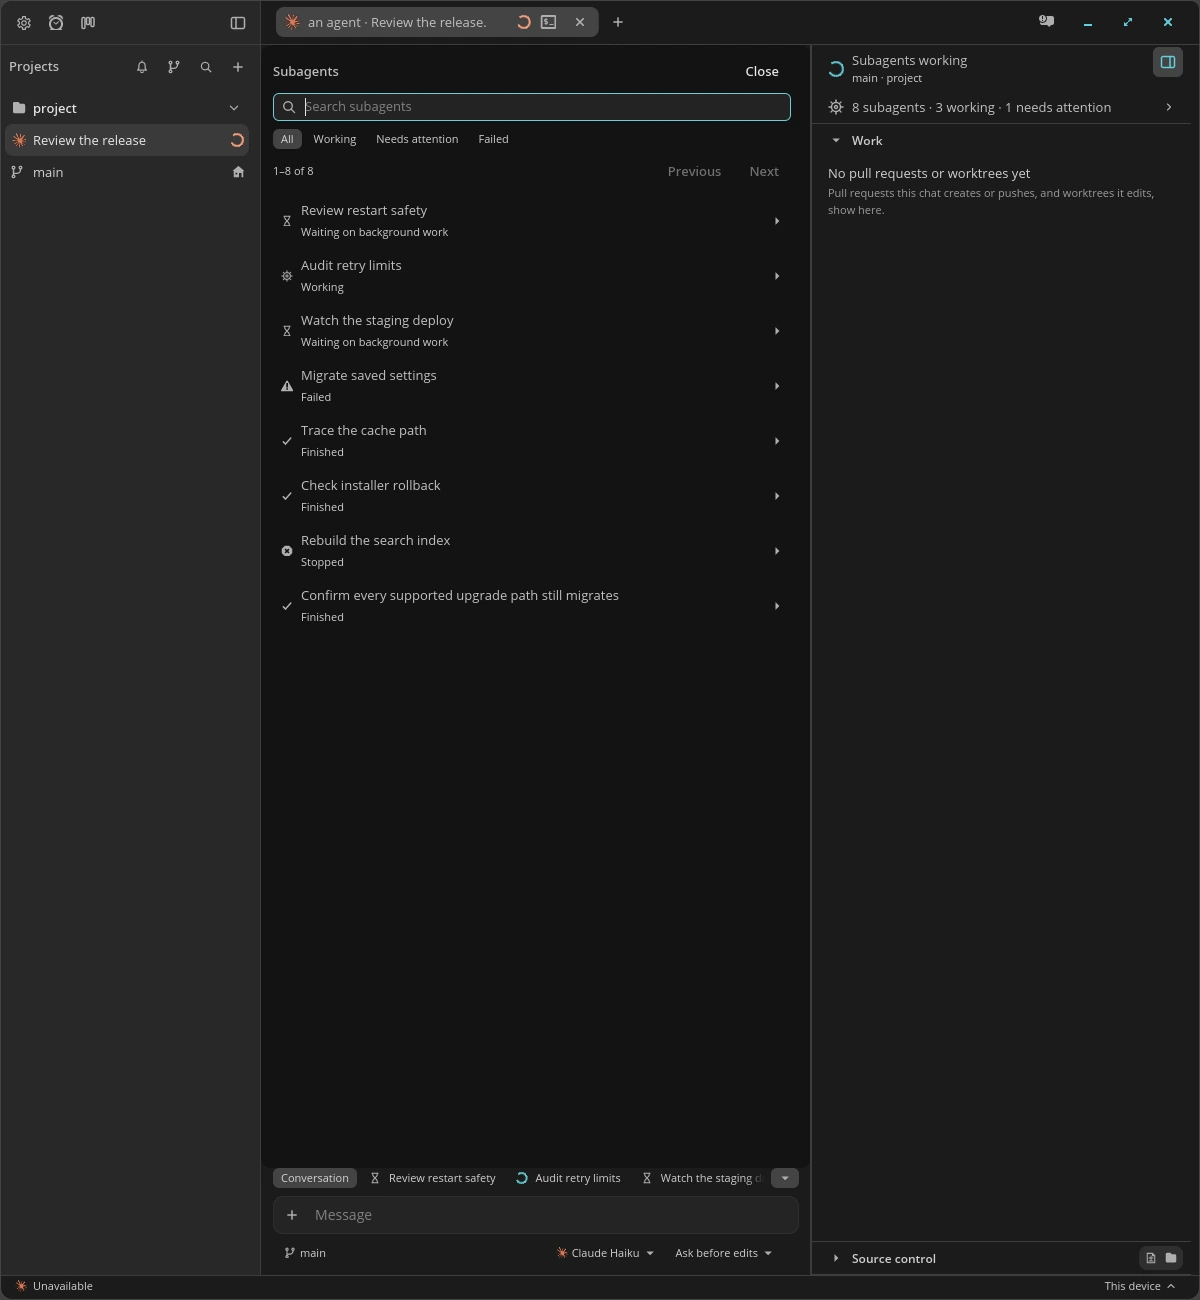 an agent · Review the release.
Projects
project
Review the release
main
Subagents
Close
Search subagents
All
Working
Needs attention
Failed
1–8 of 8
Previous
Next
Review restart safety
Waiting on background work
Audit retry limits
Working
Watch the staging deploy
Waiting on background work
Migrate saved settings
Failed
Trace the cache path
Finished
Check installer rollback
Finished
Rebuild the search index
Stopped
Confirm every supported upgrade path still migrates
Finished
Conversation
Review restart safety
Audit retry limits
Watch the staging d
Message
main
Claude Haiku
Ask before edits
Subagents working
main · project
8 subagents · 3 working · 1 needs attention
Work
No pull requests or worktrees yet
Pull requests this chat creates or pushes, and worktrees it edits,
show here.
Source control
Unavailable
This device